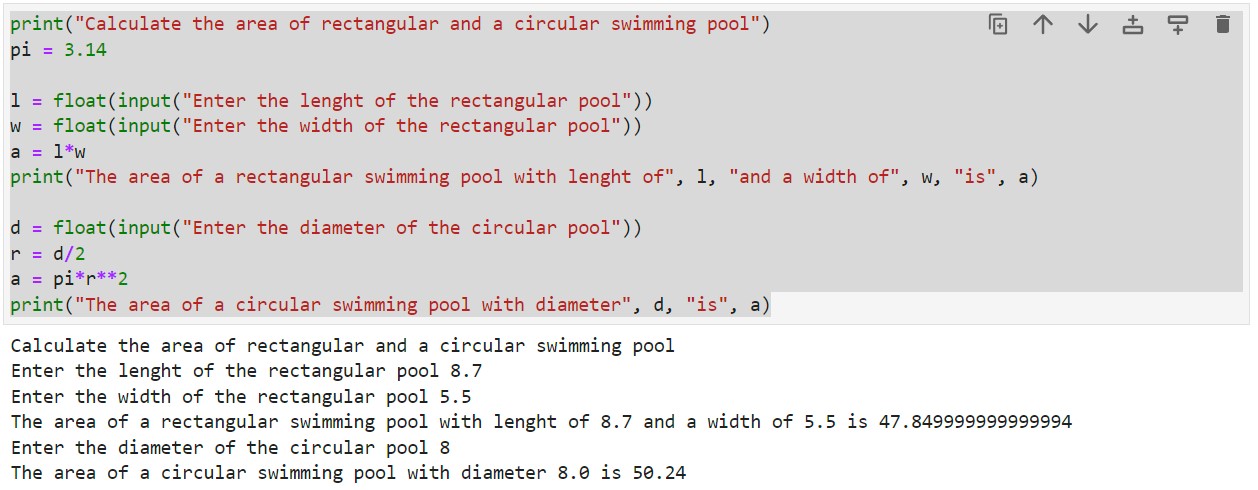 print("Calculate the area of rectangular and a circular swimming pool")
pi = 3.14
l = float(input("Enter the lenght of the rectangular pool"))
w = float(input("Enter the width of the rectangular pool"))
a = l*w
print("The area of a rectangular swimming pool with lenght of", l, "and a width of", w, "is", a)
d = float(input("Enter the diameter of the circular pool"))
r = d/2
a = pi*r**2
print("The area of a circular swimming pool with diameter", d, "is", a)
Calculate the area of rectangular and a circular swimming pool
Enter the lenght of the rectangular pool 8.7
Enter the width of the rectangular pool 5.5
The area of a rectangular swimming pool with lenght of 8.7 and a width of 5.5 is 47.849999999999994
Enter the diameter of the circular pool 8
The area of a circular swimming pool with diameter 8.0 is 50.24